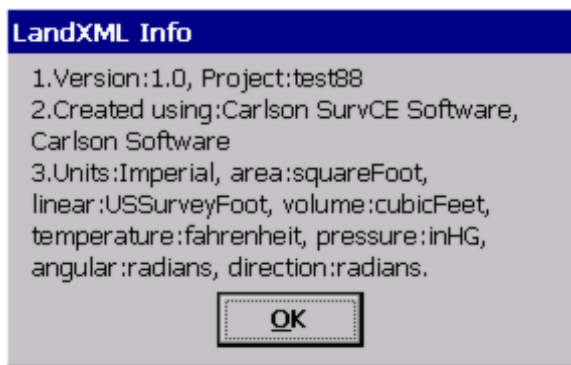 LandXML Info
1.Version:1.0, Project:test88
2.Created using:Carlson SurvCE Software,
Carlson Software
3.Units:Imperial, area:squareFoot,
linear:USSurveyFoot, volume:cubicFeet,
temperature:fahrenheit, pressure:inHG,
angular:radians, direction:radians.
OK